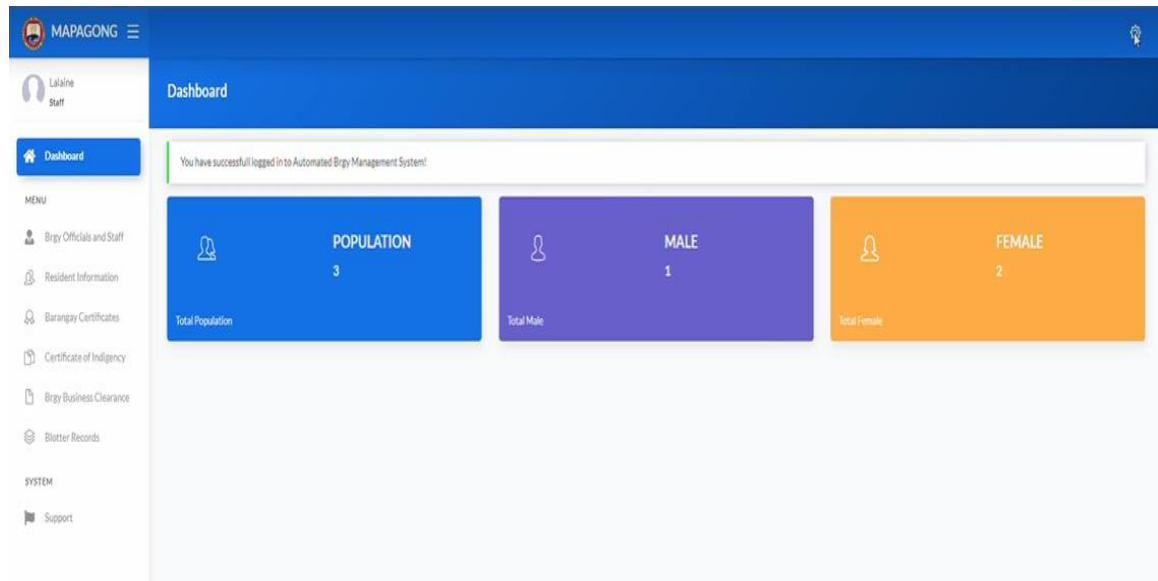 MAPAGONG
Lalaine
Staff
Dashboard
Dashboard
You have successfull logged in to Automated Brgy Management System!
MENU
Brgy Officials and Staff
Resident Information
Barangay Certificates
Certificate of Indigency
Brgy Business Clearance
Blotter Records
SYSTEM
Support
POPULATION
3
Total Population
MALE
1
Total Male
FEMALE
2
Total Female